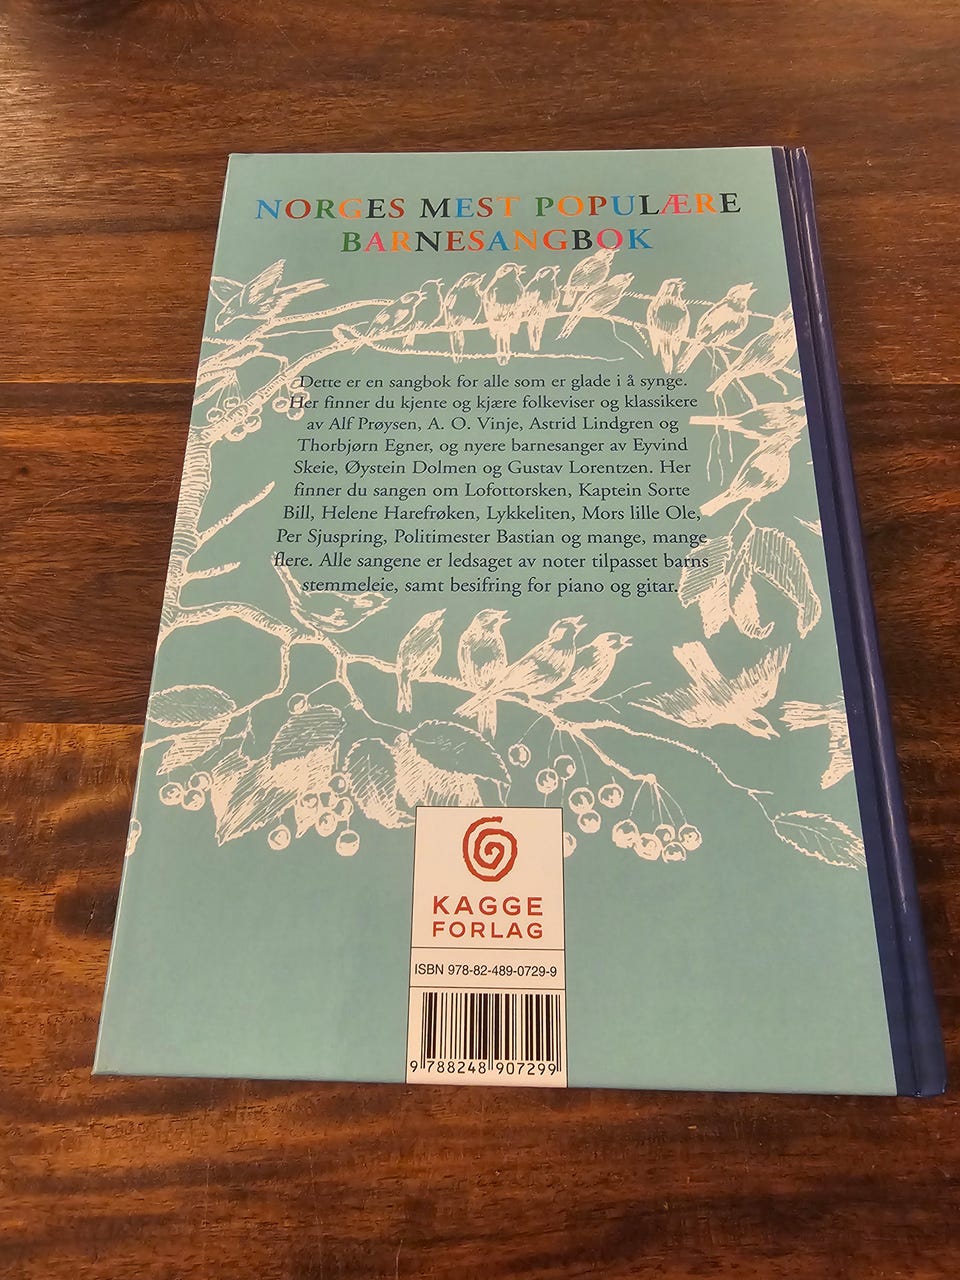 NORGES MEST POPULÆRE
BARNESANGBOK
Dette er en sangbok for alle som er glade i å synge.
Her finner du kjente og kjære folkeviser og klassikere
av Alf Prøysen, A. O. Vinje, Astrid Lindgren og
Thorbjørn Egner, og nyere barnesanger av Eyvind
Skeie, Øystein Dolmen og Gustav Lorentzen. Her
finner du sangen om Lofottorsken, Kaptein Sorte
Bill, Helene Harefrøken, Lykkeliten, Mors lille Ole,
Per Sjuspring, Politimester Bastian og mange, mange
flere. Alle sangene er ledsaget av noter tilpasset barns
stemmeleie, samt besifring for piano og gitar.
KAGGE
FORLAG
ISBN 978-82-489-0729-9
9 788248 907299